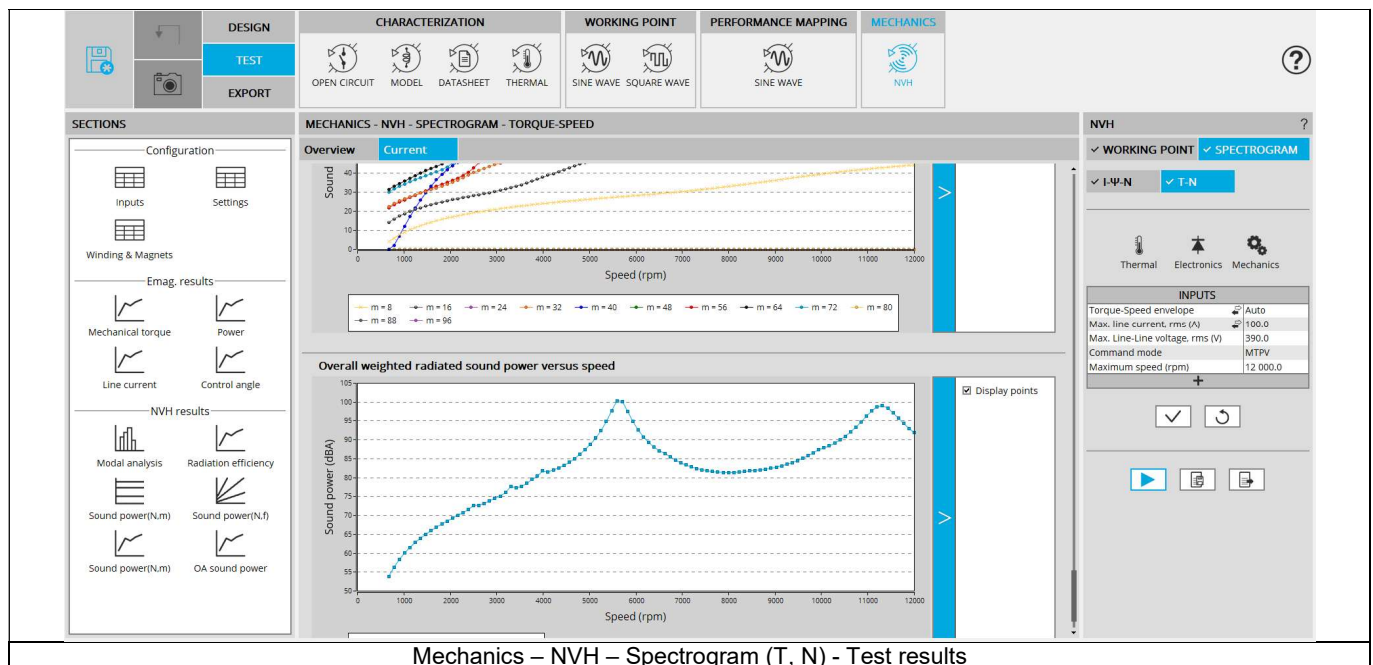 DESIGN
TEST
EXPORT
CHARACTERIZATION
OPEN CIRCUIT MODEL DATASHEET THERMAL
WORKING POINT
SINE WAVE SQUARE WAVE
PERFORMANCE MAPPING
SINE WAVE
MECHANICS
NVH
?
SECTIONS
Configuration
Inputs Settings
Winding & Magnets
Emag. results
Mechanical torque Power
Line current Control angle
NVH results
Modal analysis Radiation efficiency
Sound power(N,m) Sound power(N,f)
Sound power(N,m) OA sound power
MECHANICS - NVH - SPECTROGRAM - TORQUE-SPEED
Overview Current
Sound
40
30
20
10
0
0 1000 2000 3000 4000 5000 6000 7000 8000 9000 10000 11000 12000
Speed (rpm)
m = 8 m = 16 m = 24 m = 32 m = 40 m = 48 m = 56 m = 64 m = 72 m = 80
m = 88 m = 96
>
Overall weighted radiated sound power versus speed
Sound power (dBA)
105
100
95
90
85
80
75
70
65
60
55
50
0 1000 2000 3000 4000 5000 6000 7000 8000 9000 10000 11000 12000
Speed (rpm)
>
Display points
NVH ?
WORKING POINT SPECTROGRAM
I-Ψ-N T-N
Thermal Electronics Mechanics
INPUTS
Torque-Speed envelope Auto
Max. line current, rms (A) 100.0
Max. Line-Line voltage, rms (V) 390.0
Command mode MTPV
Maximum speed (rpm) 12 000.0
+
Mechanics – NVH – Spectrogram (T, N) - Test results